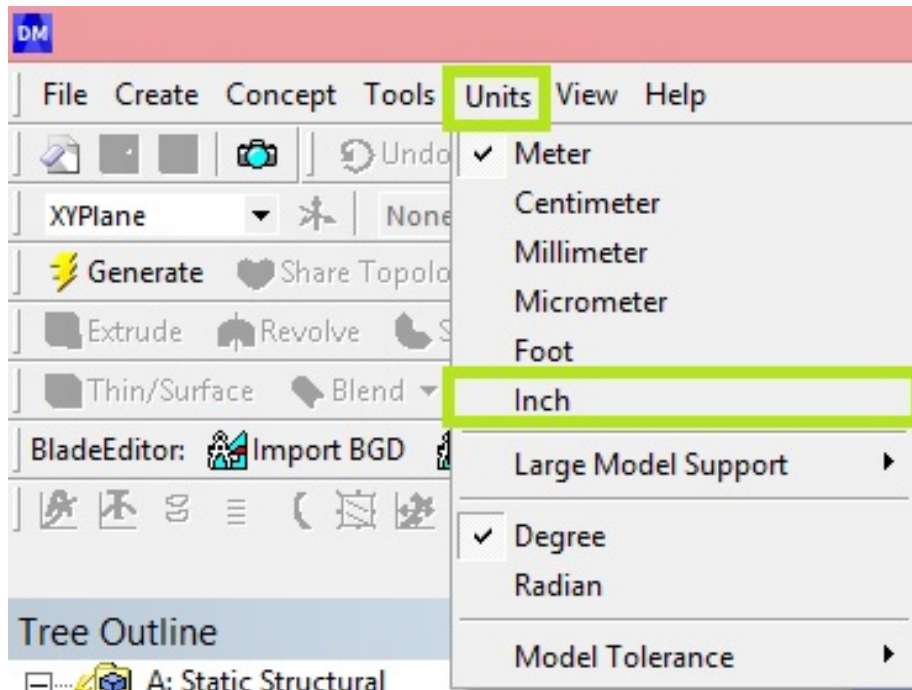 DM
File Create Concept Tools Units View Help
Undo Meter
XYPlane None Centimeter
Millimeter
Generate Share Topolo Micrometer
Extrude Revolve S Foot
Thin/Surface Blend Inch
BladeEditor: Import BGD Large Model Support
Degree
Radian
Tree Outline
A: Static Structural Model Tolerance